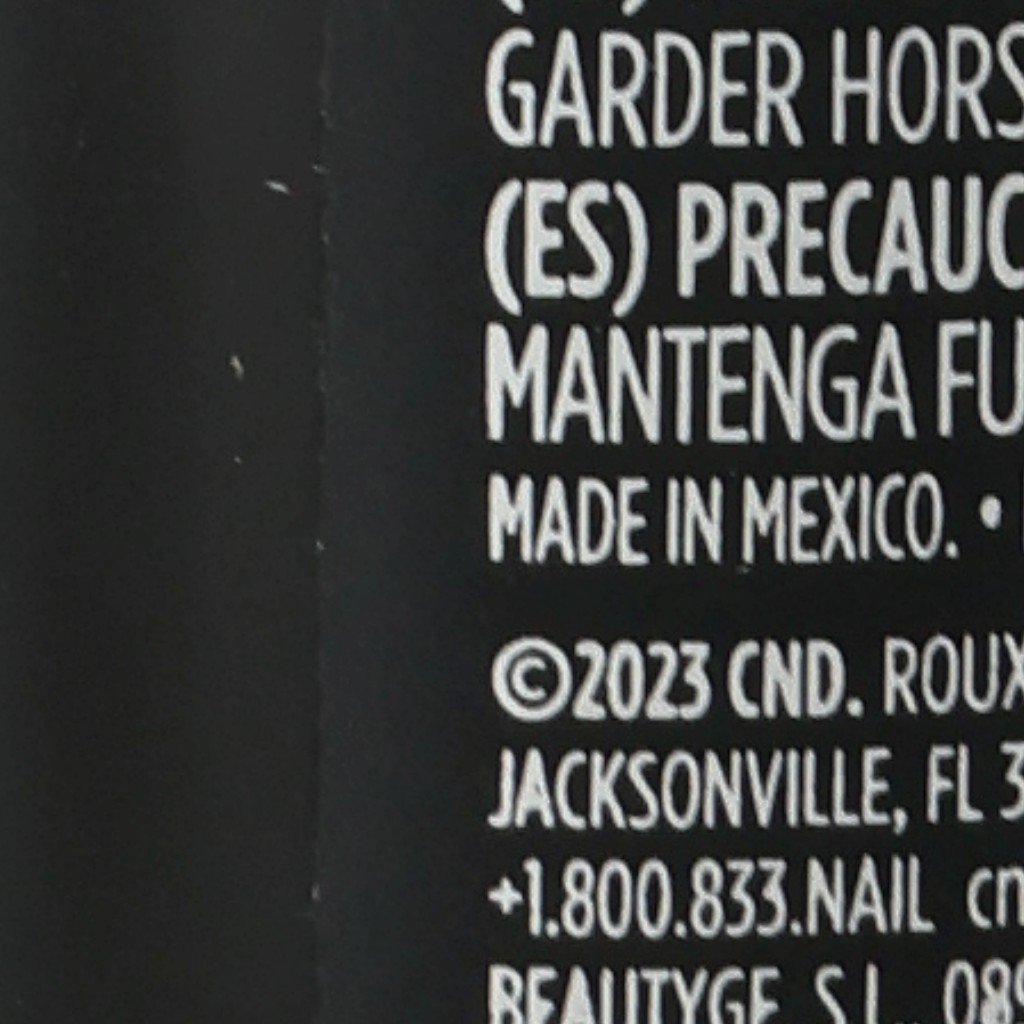 GARDER HORS
(ES) PRECAUC
MANTENGA FU
MADE IN MEXICO. •
©2023 CND. ROUX
JACKSONVILLE, FL 3
+1.800.833.NAIL cn
BEAUTYGE, S.L., 089